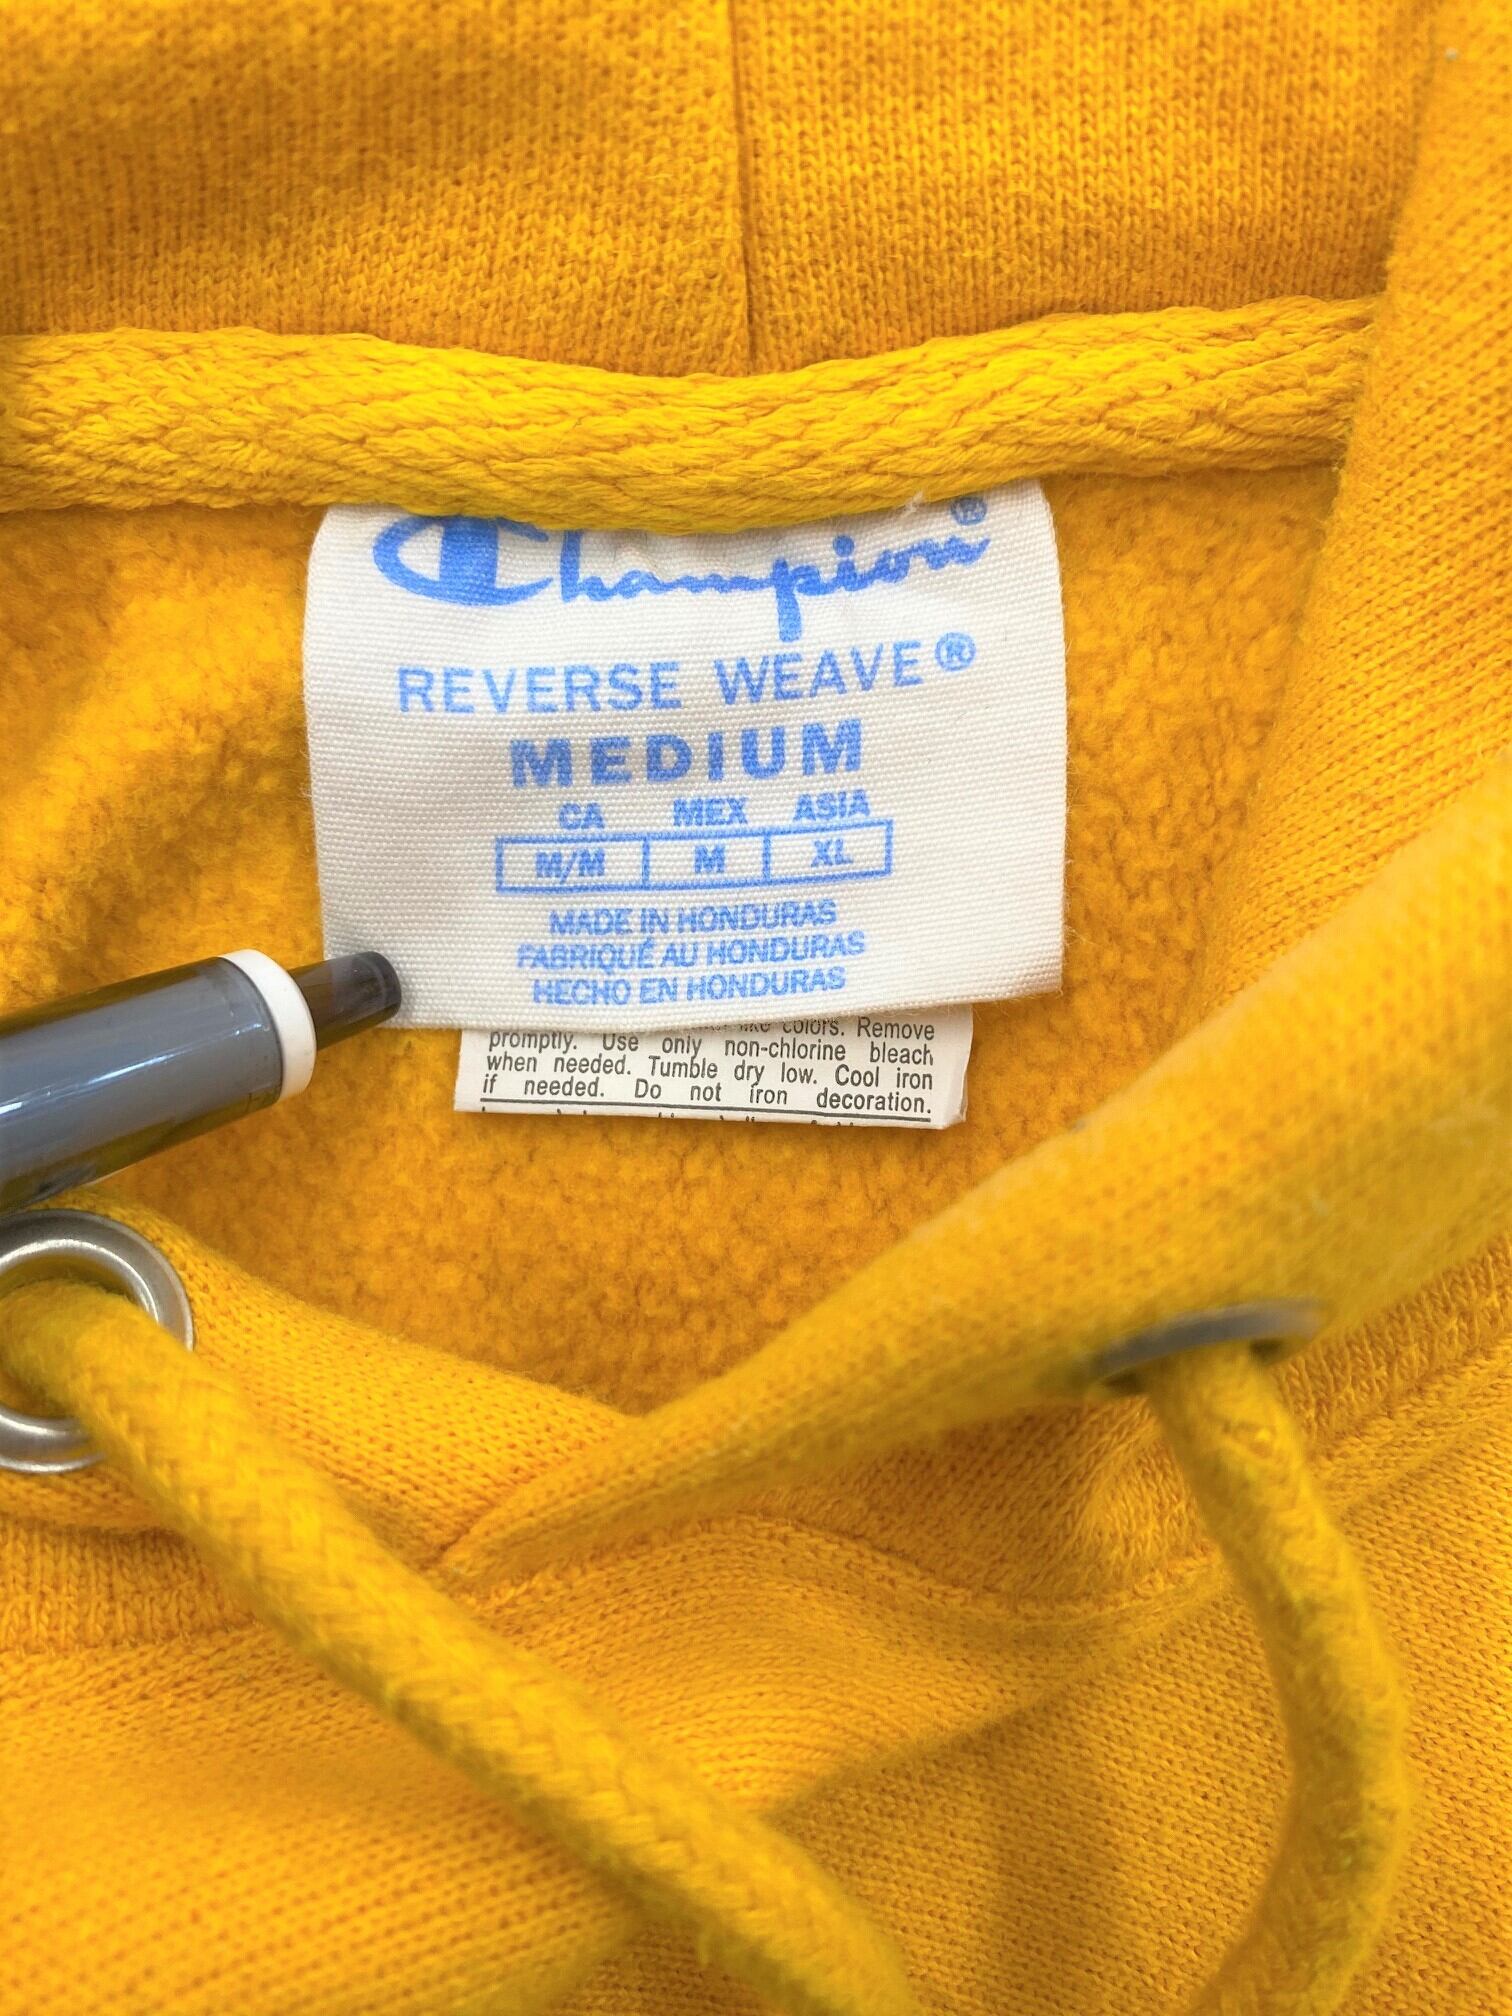 Champion®
REVERSE WEAVE®
MEDIUM
CA MEX ASIA
M/M M XL
MADE IN HONDURAS
FABRIQUÉ AU HONDURAS
HECHO EN HONDURAS
like colors. Remove
promptly. Use only non-chlorine bleach
when needed. Tumble dry low. Cool iron
if needed. Do not iron decoration.